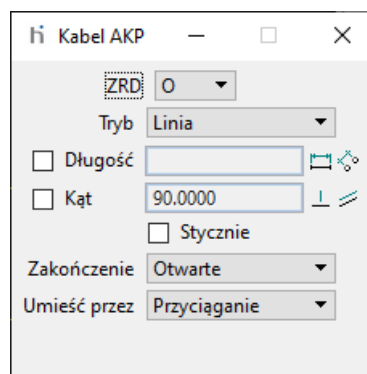 Kabel AKP
ZRD O
Tryb Linia
Długość
Kąt 90.0000
Stycznie
Zakończenie Otwarte
Umieść przez Przyciąganie